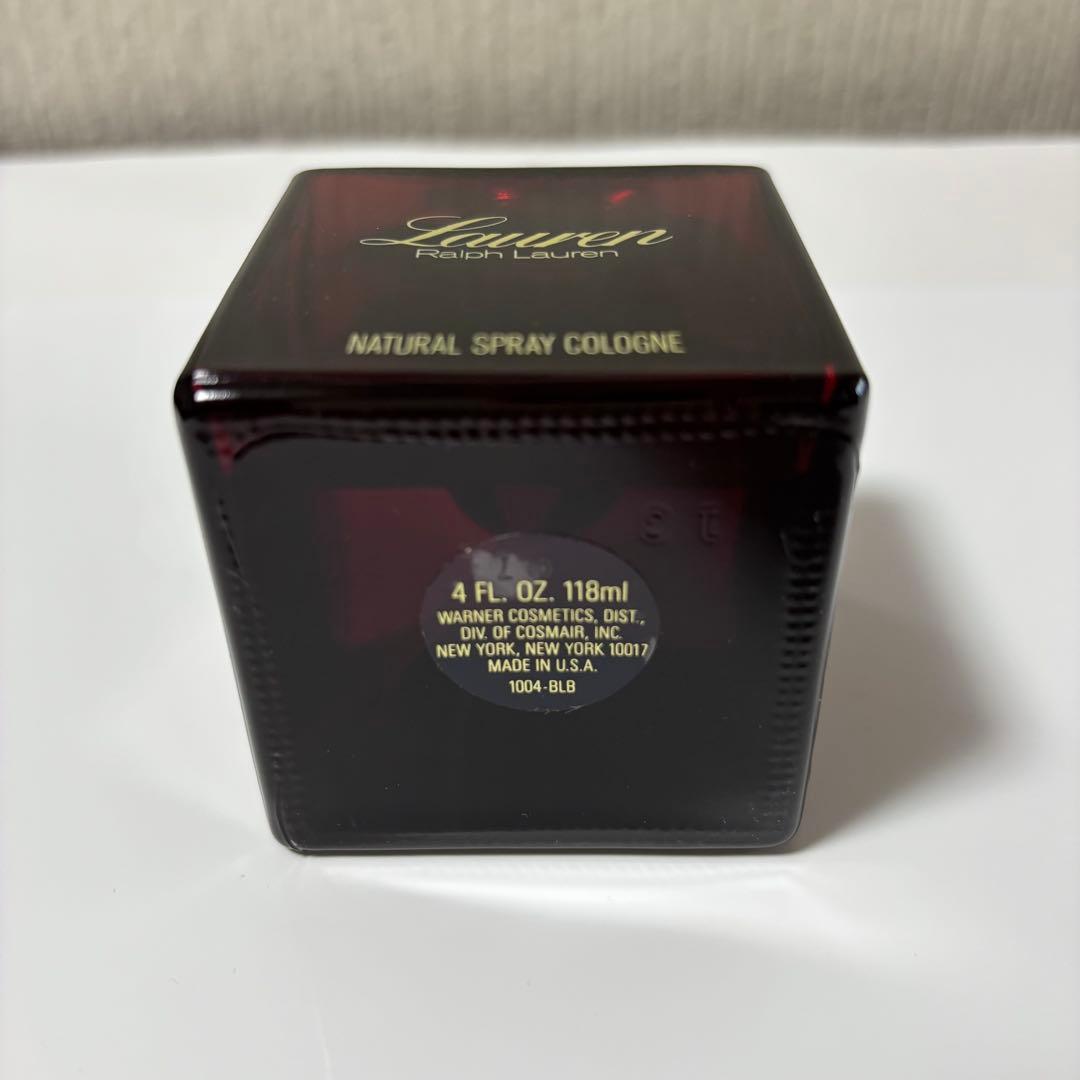 Lauren
Ralph Lauren
NATURAL SPRAY COLOGNE
4 FL. OZ. 118ml
WARNER COSMETICS, DIST.,
DIV. OF COSMAIR, INC.
NEW YORK, NEW YORK 10017
MADE IN U.S.A.
1004-BLB